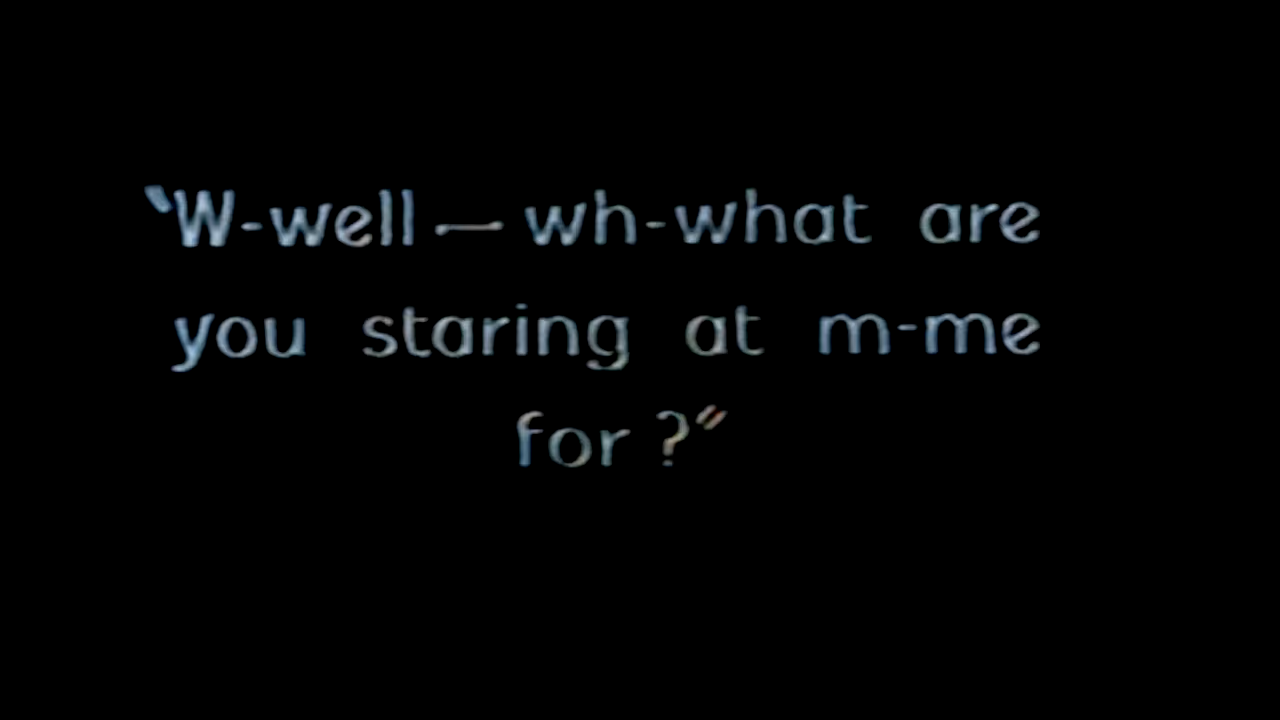 “W-well — wh-what are
you staring at m-me
for ?”